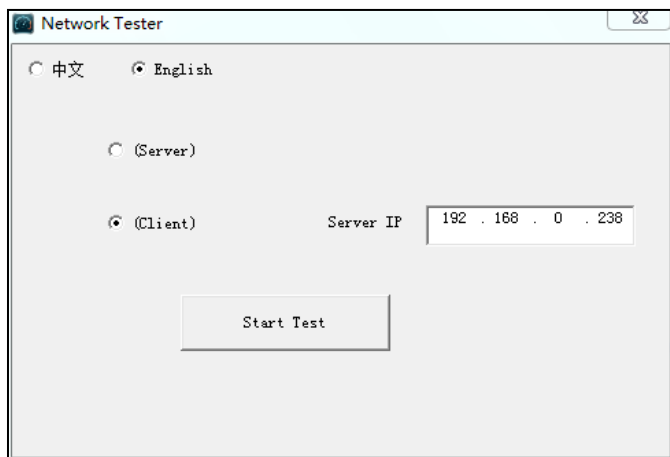 Network Tester
中文 English
(Server)
(Client) Server IP 192 . 168 . 0 . 238
Start Test